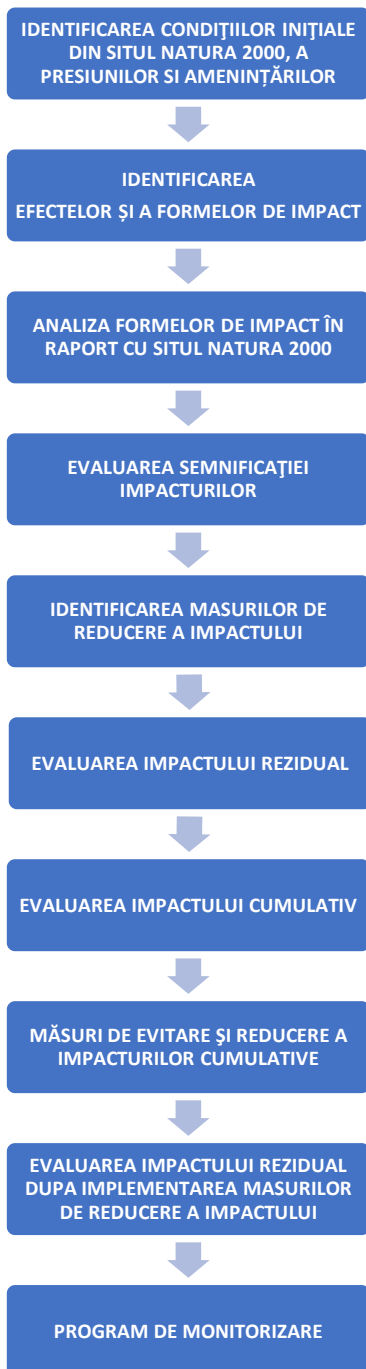 IDENTIFICAREA CONDIŢIILOR INIŢIALE
DIN SITUL NATURA 2000, A
PRESIUNILOR SI AMENINȚĂRILOR
IDENTIFICAREA
EFECTELOR ȘI A FORMELOR DE IMPACT
ANALIZA FORMELOR DE IMPACT ÎN
RAPORT CU SITUL NATURA 2000
EVALUAREA SEMNIFICAŢIEI
IMPACTURILOR
IDENTIFICAREA MASURILOR DE
REDUCERE A IMPACTULUI
EVALUAREA IMPACTULUI REZIDUAL
EVALUAREA IMPACTULUI CUMULATIV
MĂSURI DE EVITARE ŞI REDUCERE A
IMPACTURILOR CUMULATIVE
EVALUAREA IMPACTULUI REZIDUAL
DUPA IMPLEMENTAREA MASURILOR
DE REDUCERE A IMPACTULUI
PROGRAM DE MONITORIZARE